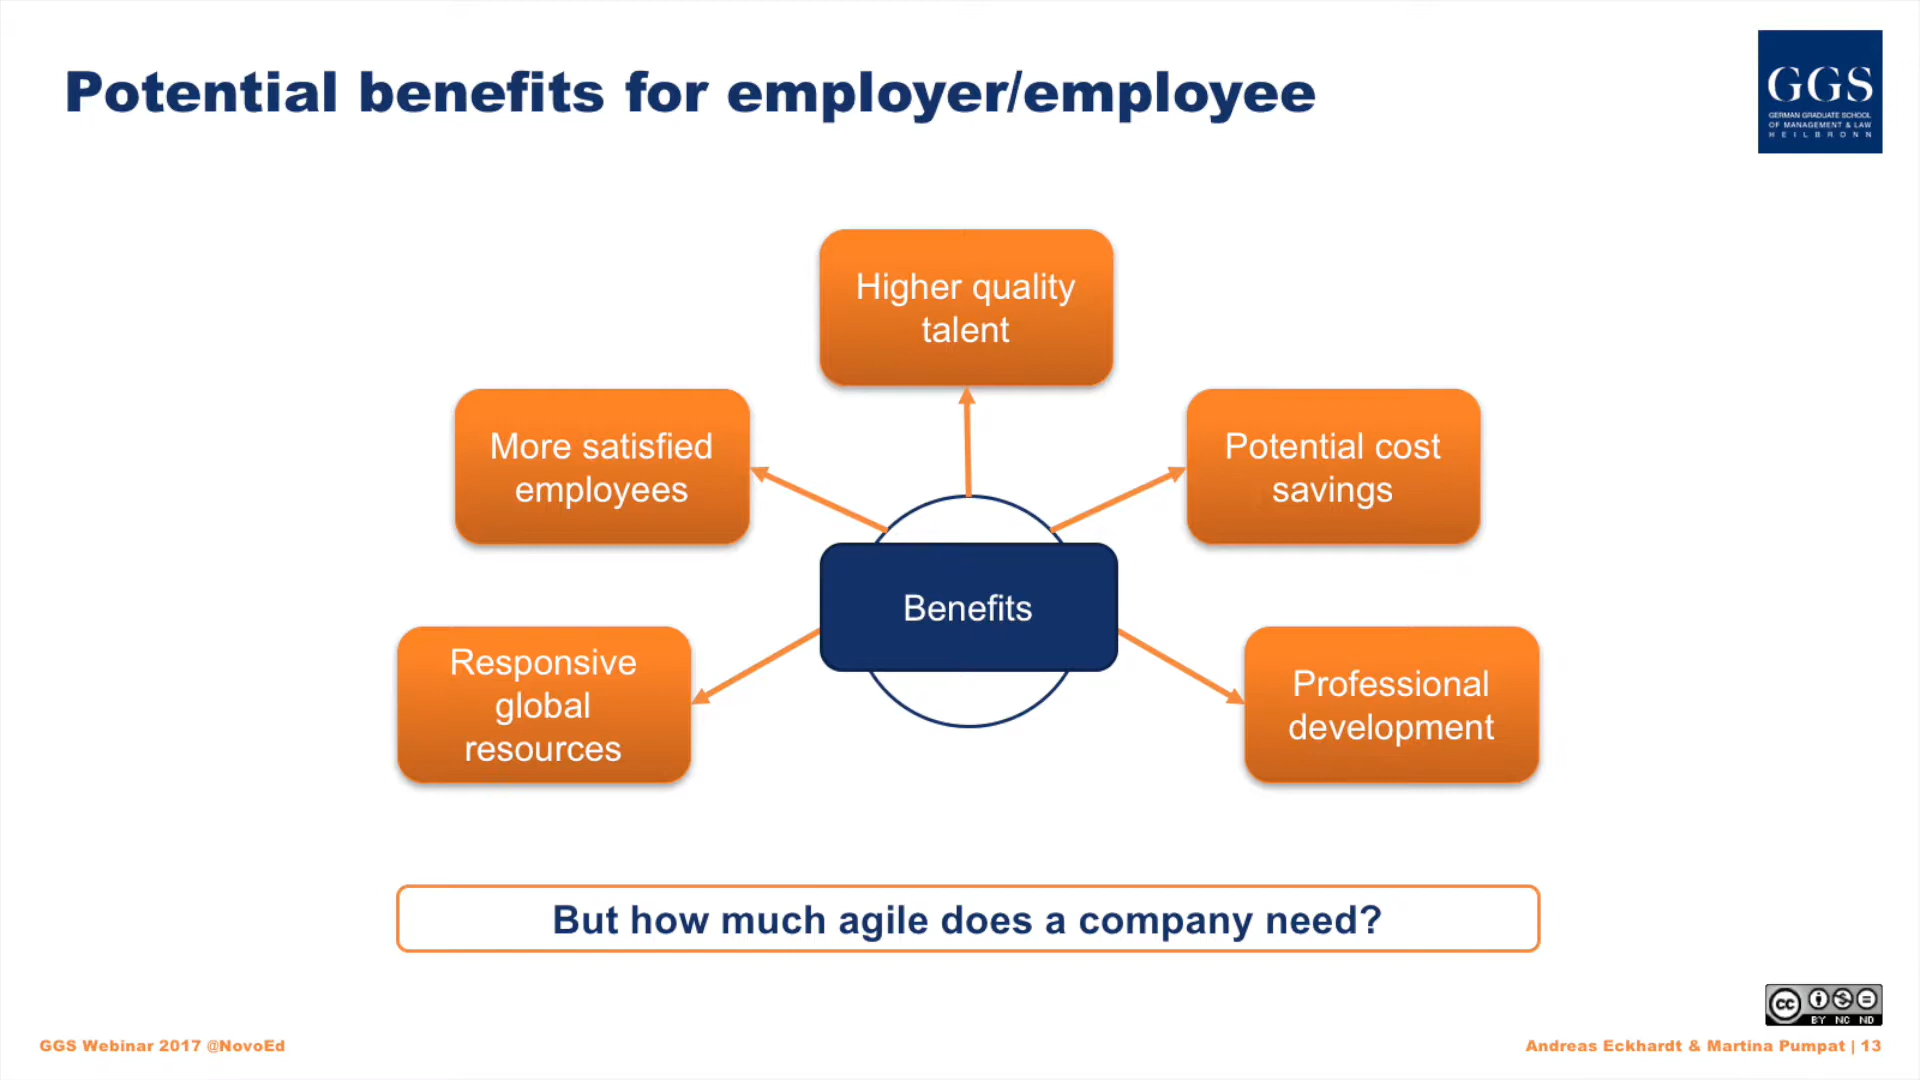 Potential benefits for employer/employee
GGS
GERMAN GRADUATE SCHOOL
OF MANAGEMENT & LAW
HEILBRONN
Higher quality
talent
More satisfied
employees
Potential cost
savings
Benefits
Responsive
global
resources
Professional
development
But how much agile does a company need?
CC
BY NC ND
GGS Webinar 2017 @NovoEd
Andreas Eckhardt & Martina Pumpat | 13